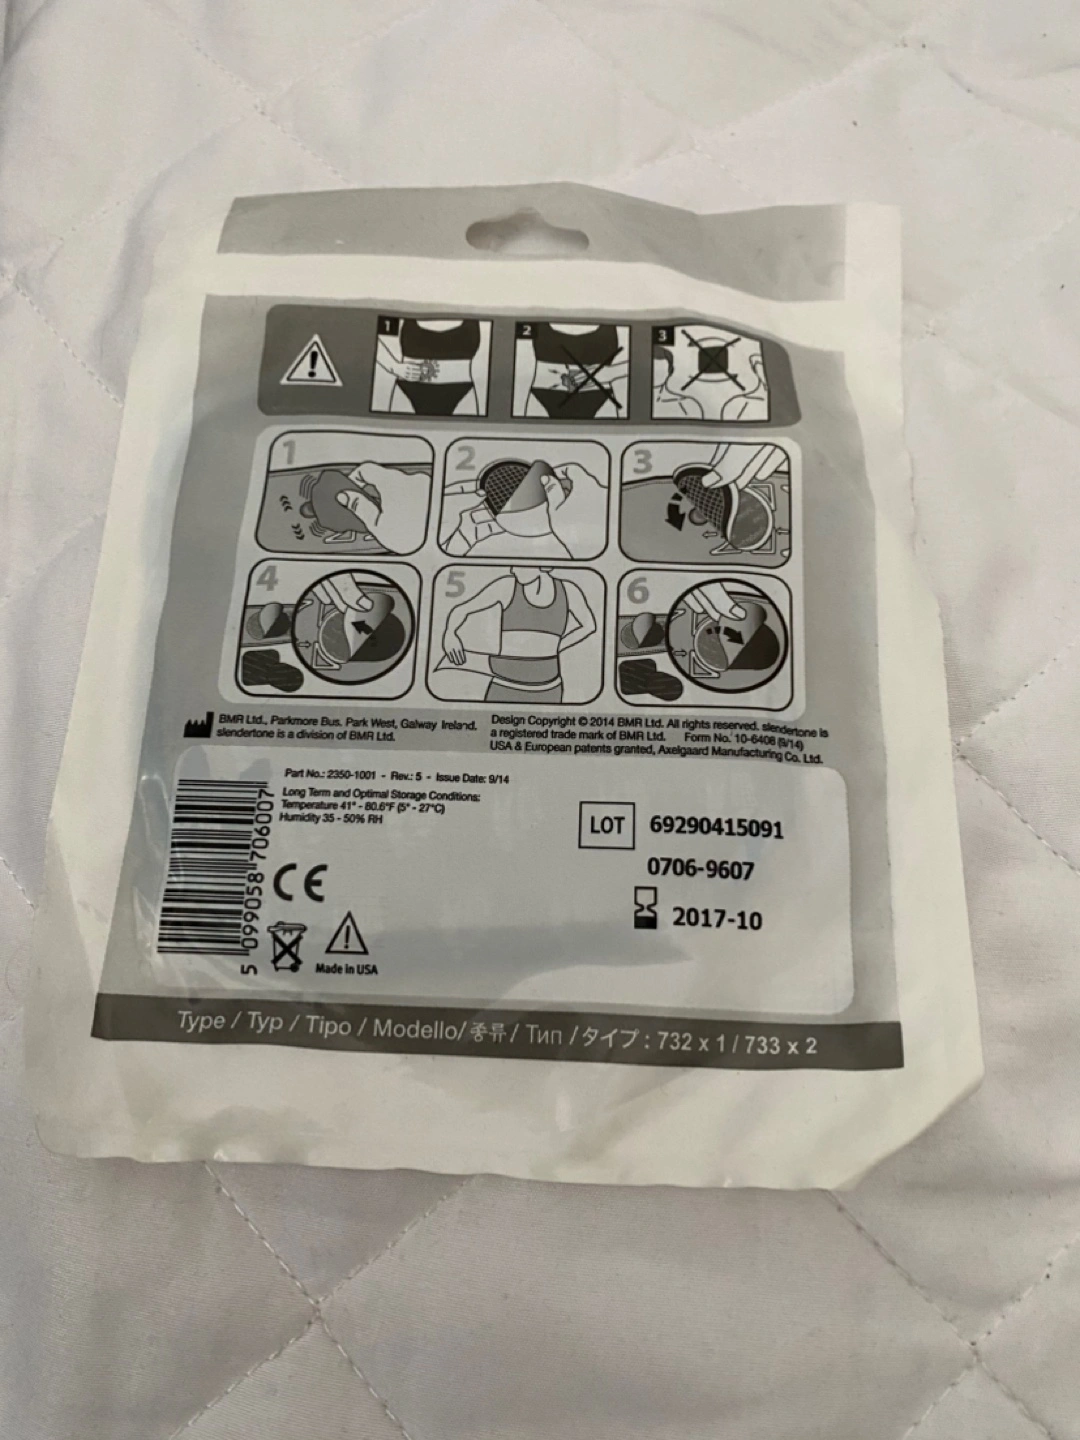 1
2
3
1
2
3
4
5
6
BMR Ltd., Parkmore Bus. Park West, Galway Ireland.
slendertone is a division of BMR Ltd.
Design Copyright © 2014 BMR Ltd. All rights reserved. slendertone is
a registered trade mark of BMR Ltd. Form No. 10-6408 (9/14)
USA & European patents granted, Axelgaard Manufacturing Co. Ltd.
Part No.: 2350-1001 - Rev.: 5 - Issue Date: 9/14
Long Term and Optimal Storage Conditions:
Temperature 41° - 80.6°F (5° - 27°C)
Humidity 35 - 50% RH
5 099058 706007
CE
Made in USA
LOT 69290415091
0706-9607
2017-10
Type / Typ / Tipo / Modello/ 종류 / Тип / タイプ : 732 x 1 / 733 x 2